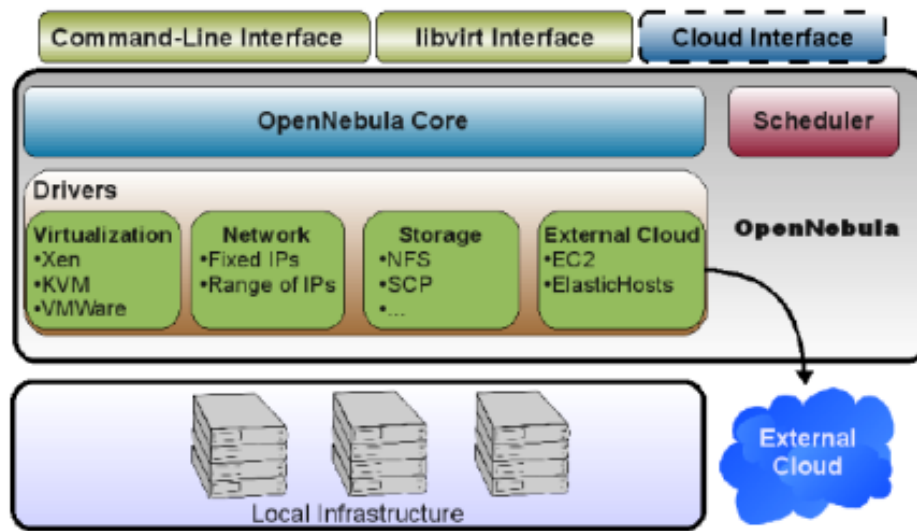 Command-Line Interface
libvirt Interface
Cloud Interface
OpenNebula Core
Scheduler
Drivers
Virtualization
•Xen
•KVM
•VMWare
Network
•Fixed IPs
•Range of IPs
Storage
•NFS
•SCP
•...
External Cloud
•EC2
•ElasticHosts
OpenNebula
Local Infrastructure
External
Cloud